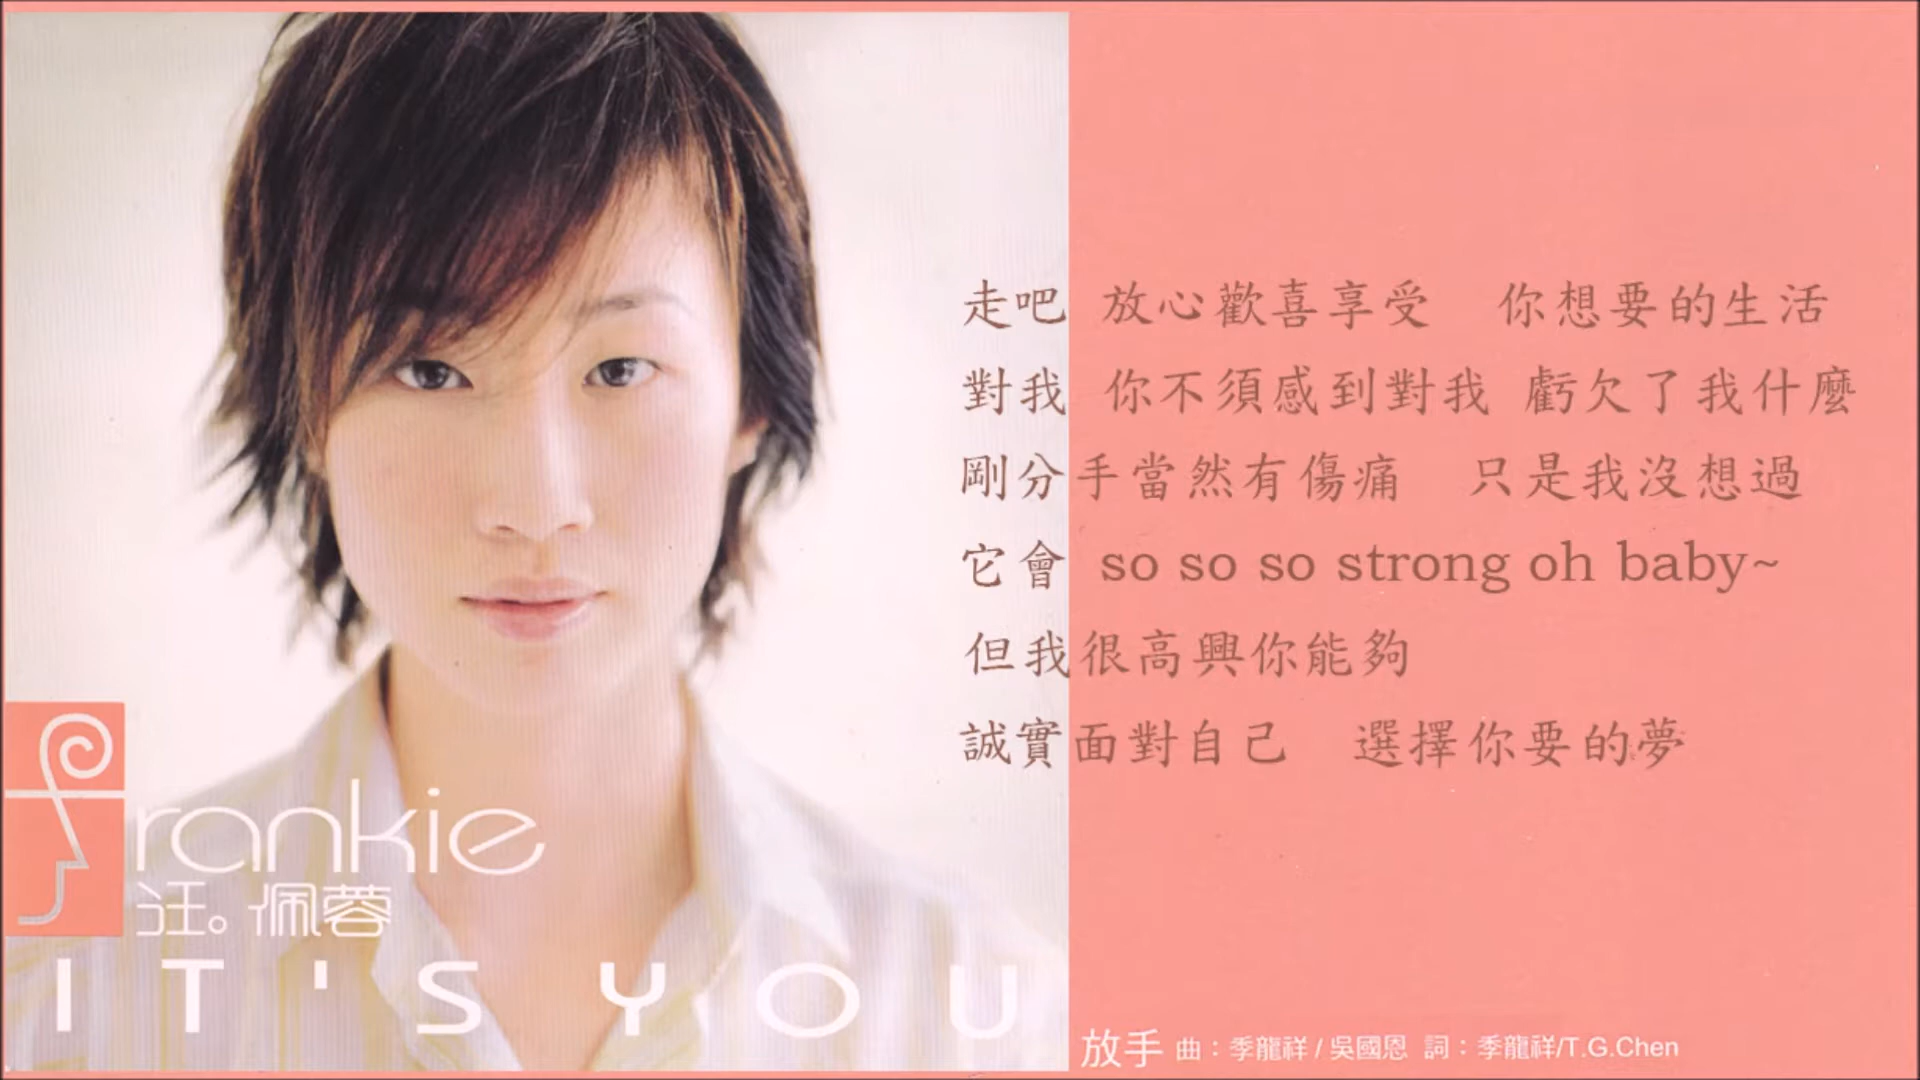 走吧 放心歡喜享受 你想要的生活
對我 你不須感到對我 虧欠了我什麼
剛分手當然有傷痛 只是我沒想過
它會 so so so strong oh baby~
但我很高興你能夠
誠實面對自己 選擇你要的夢
frankie
汪。佩蓉
IT'S YOU
放手 曲：季龍祥 / 吳國恩 詞：季龍祥/T.G.Chen